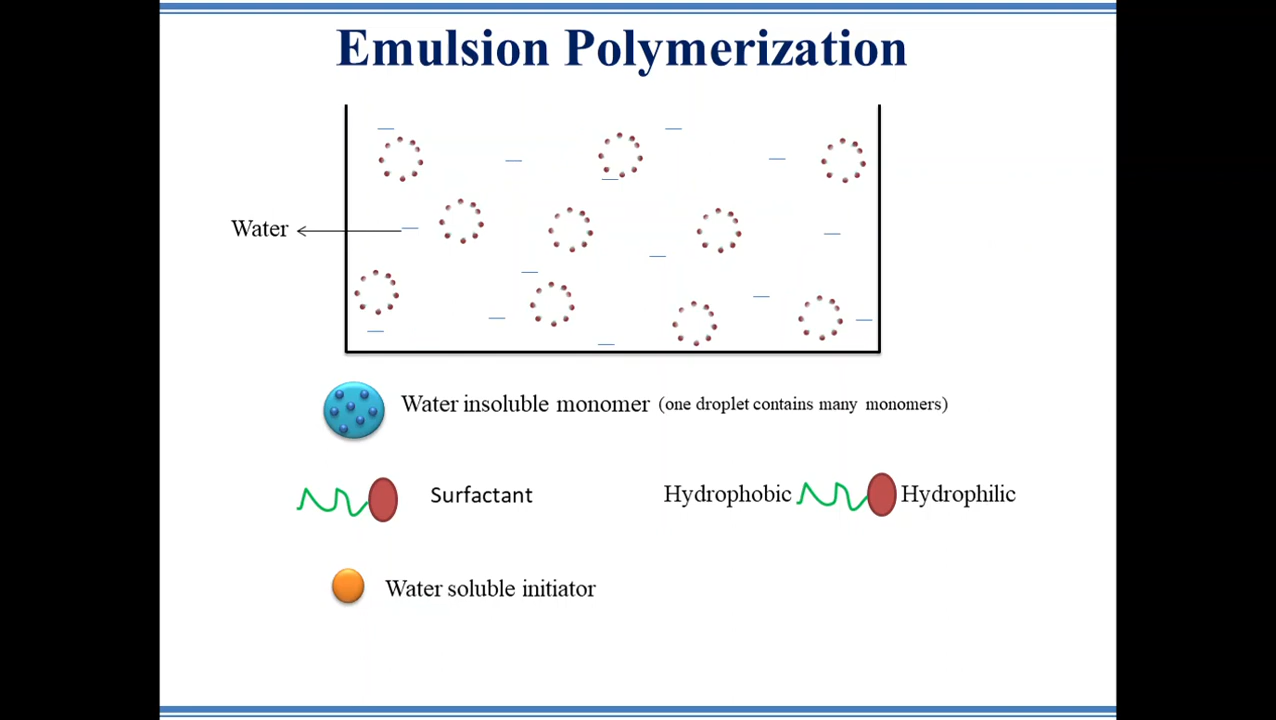 Emulsion Polymerization
Water
Water insoluble monomer (one droplet contains many monomers)
Surfactant
Hydrophobic Hydrophilic
Water soluble initiator